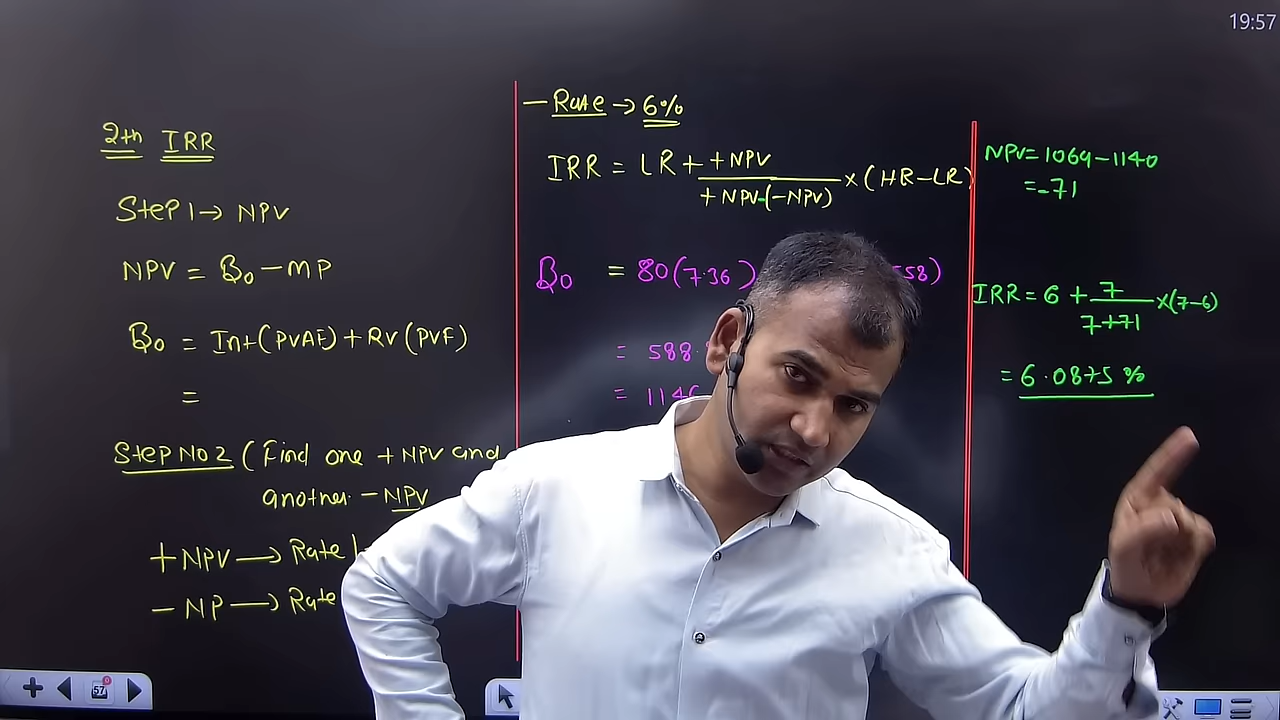 19:57
2th IRR
Step 1 → NPV
NPV = B0 - MP
B0 = Int (PVAF) + RV (PVF)
=
Step NO 2 ( Find one + NPV and
another - NPV
+ NPV → Rate
- NP → Rate
- Rate → 6%
IRR = LR + +NPV / +NPV-(-NPV) × (HR-LR)
B0 = 80(7.36) 558)
= 588.
= 114
NPV = 1069-1140
= -71
IRR = 6 + 7 / 7+71 × (7-6)
= 6.0875 %
57